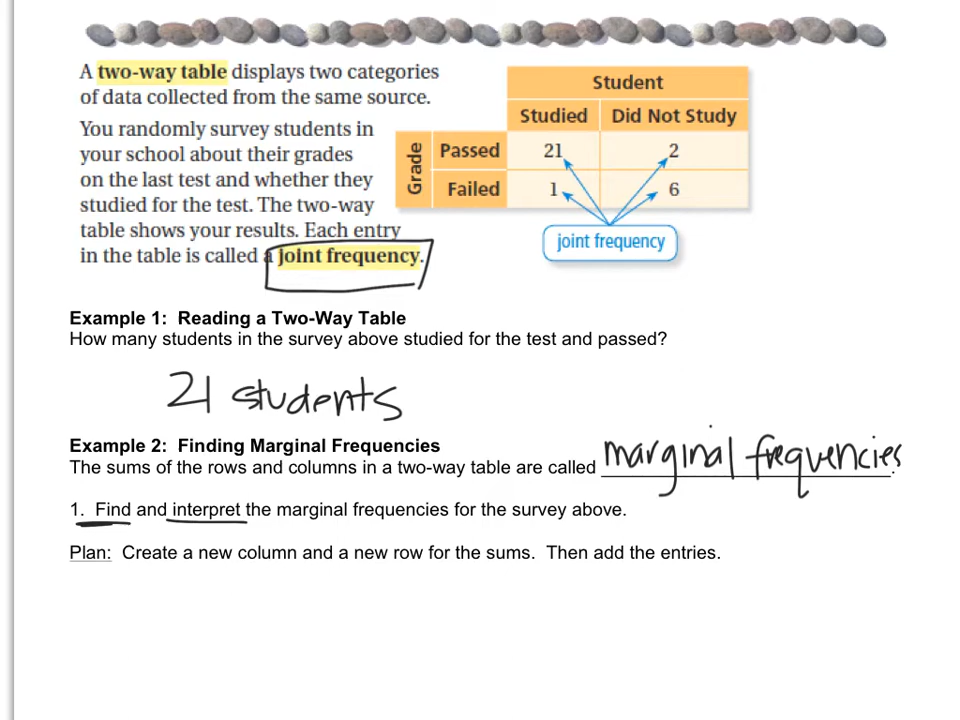 A two-way table displays two categories
of data collected from the same source.
You randomly survey students in
your school about their grades
on the last test and whether they
studied for the test. The two-way
table shows your results. Each entry
in the table is called a joint frequency.
Student
Studied Did Not Study
Grade
Passed 21 2
Failed 1 6
joint frequency
Example 1: Reading a Two-Way Table
How many students in the survey above studied for the test and passed?
21 students
Example 2: Finding Marginal Frequencies
The sums of the rows and columns in a two-way table are called marginal frequencies.
1. Find and interpret the marginal frequencies for the survey above.
Plan: Create a new column and a new row for the sums. Then add the entries.